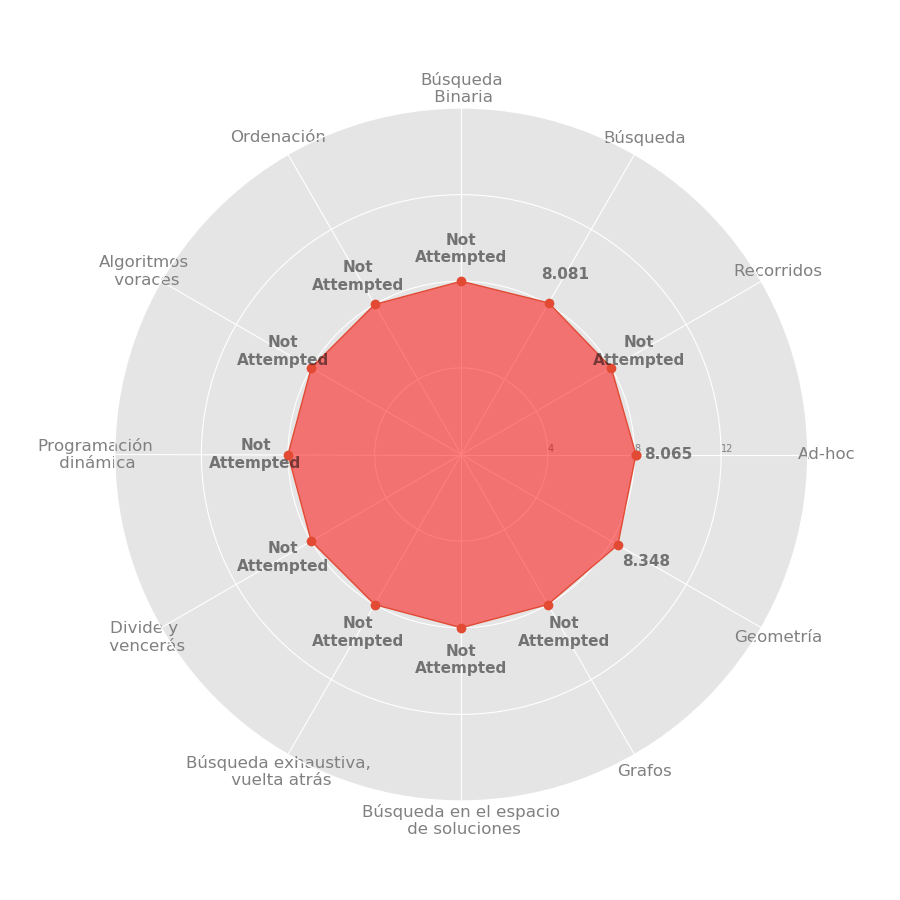 Búsqueda
Binaria
Ordenación
Búsqueda
Algoritmos
voraces
Recorridos
Not
Attempted
Not
Attempted
8.081
Not
Attempted
Not
Attempted
Programación
dinámica
Not
Attempted
4
8
12
8.065
Ad-hoc
Not
Attempted
8.348
Divide y
vencerás
Geometría
Not
Attempted
Not
Attempted
Not
Attempted
Búsqueda exhaustiva,
vuelta atrás
Grafos
Búsqueda en el espacio
de soluciones